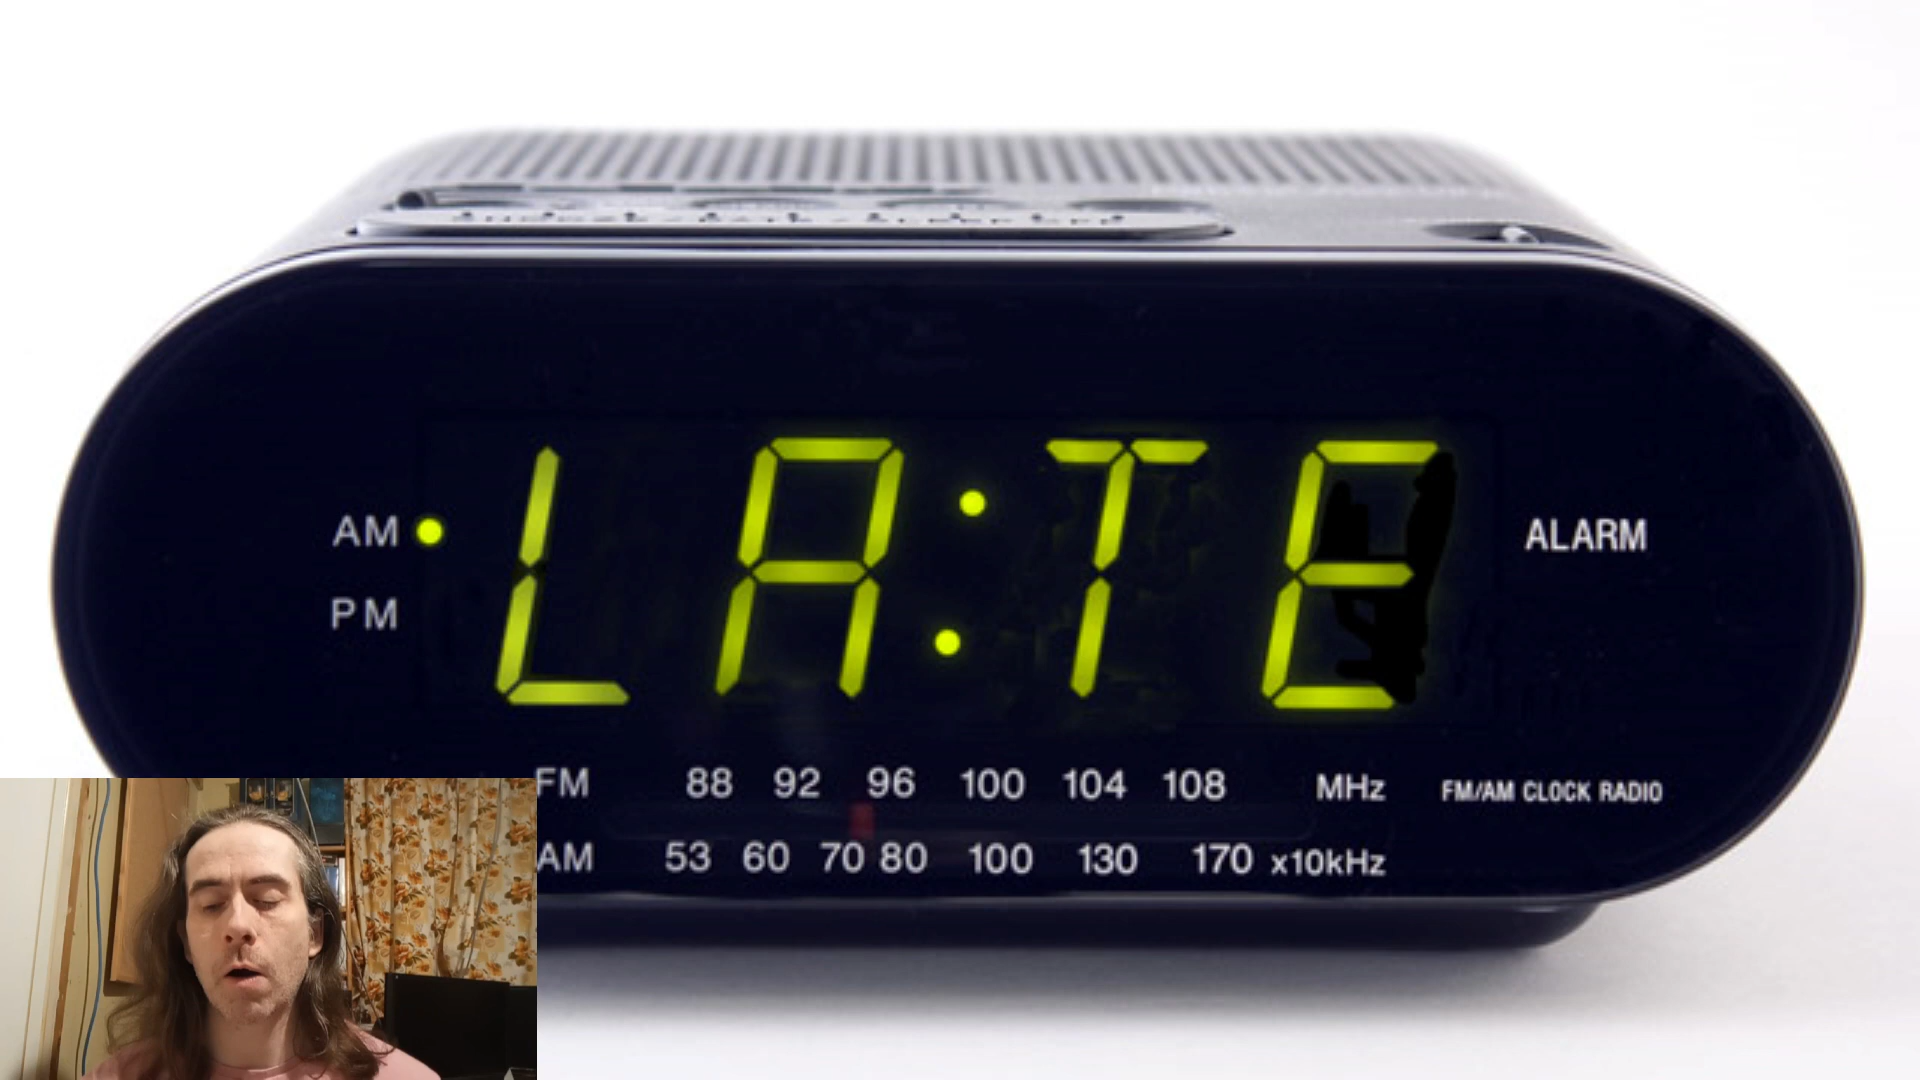 AM
PM
LA:TE
ALARM
FM 88 92 96 100 104 108 MHz
FM/AM CLOCK RADIO
AM 53 60 70 80 100 130 170 x10kHz